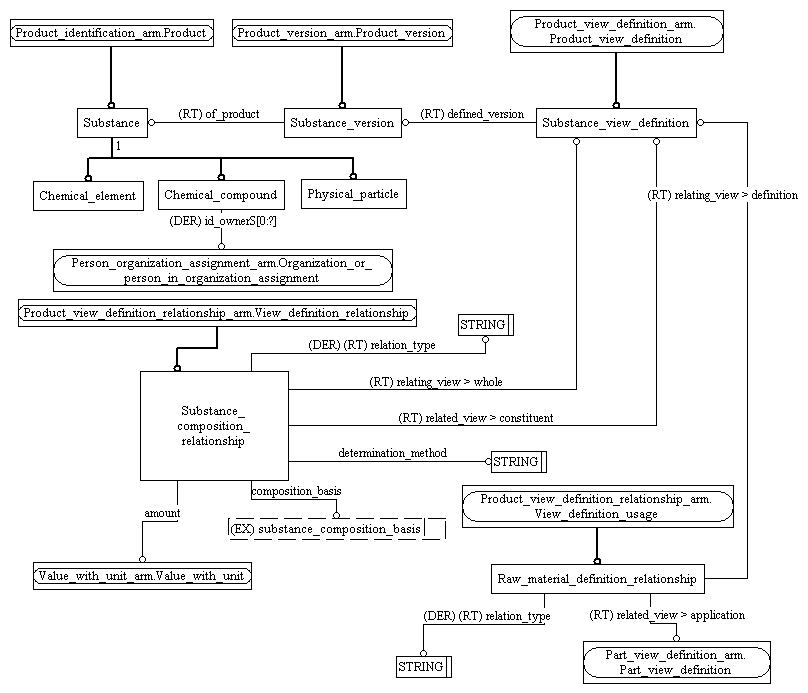 Product_identification_arm.Product
Product_version_arm.Product_version
Product_view_definition_arm.
Product_view_definition
Substance
(RT) of_product
Substance_version
(RT) defined_version
Substance_view_definition
1
Chemical_element
Chemical_compound
Physical_particle
(RT) relating_view > definition
(DER) id_ownerS[0:?]
Person_organization_assignment_arm.Organization_or_
person_in_organization_assignment
Product_view_definition_relationship_arm.View_definition_relationship
STRING
(DER) (RT) relation_type
(RT) relating_view > whole
Substance_
composition_
relationship
(RT) related_view > constituent
determination_method
STRING
composition_basis
amount
(EX) substance_composition_basis
Product_view_definition_relationship_arm.
View_definition_usage
Value_with_unit_arm.Value_with_unit
Raw_material_definition_relationship
(DER) (RT) relation_type
(RT) related_view > application
STRING
Part_view_definition_arm.
Part_view_definition